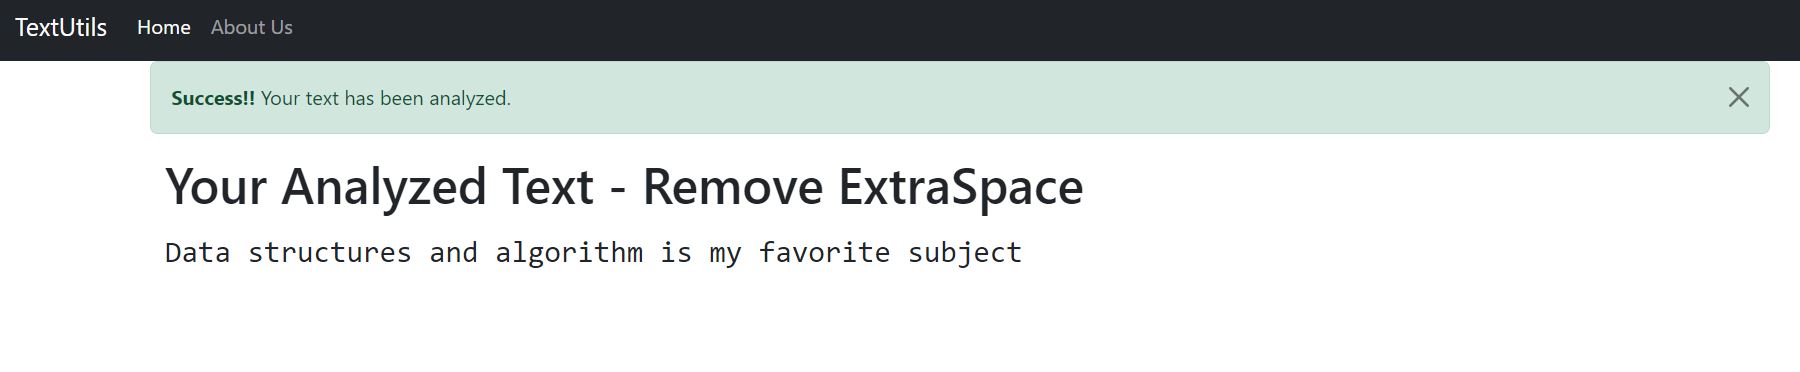 TextUtils Home About Us
Success!! Your text has been analyzed.
Your Analyzed Text - Remove ExtraSpace
Data structures and algorithm is my favorite subject